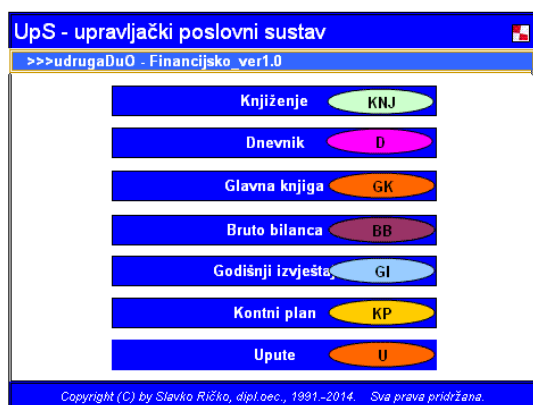 UpS - upravljački poslovni sustav
>>>udrugaDuO - Financijsko_ver1.0
Knjiženje KNJ
Dnevnik D
Glavna knjiga GK
Bruto bilanca BB
Godišnji izvještaj GI
Kontni plan KP
Upute U
Copyright (C) by Slavko Ričko, dipl.oec., 1991.-2014. Sva prava pridržana.